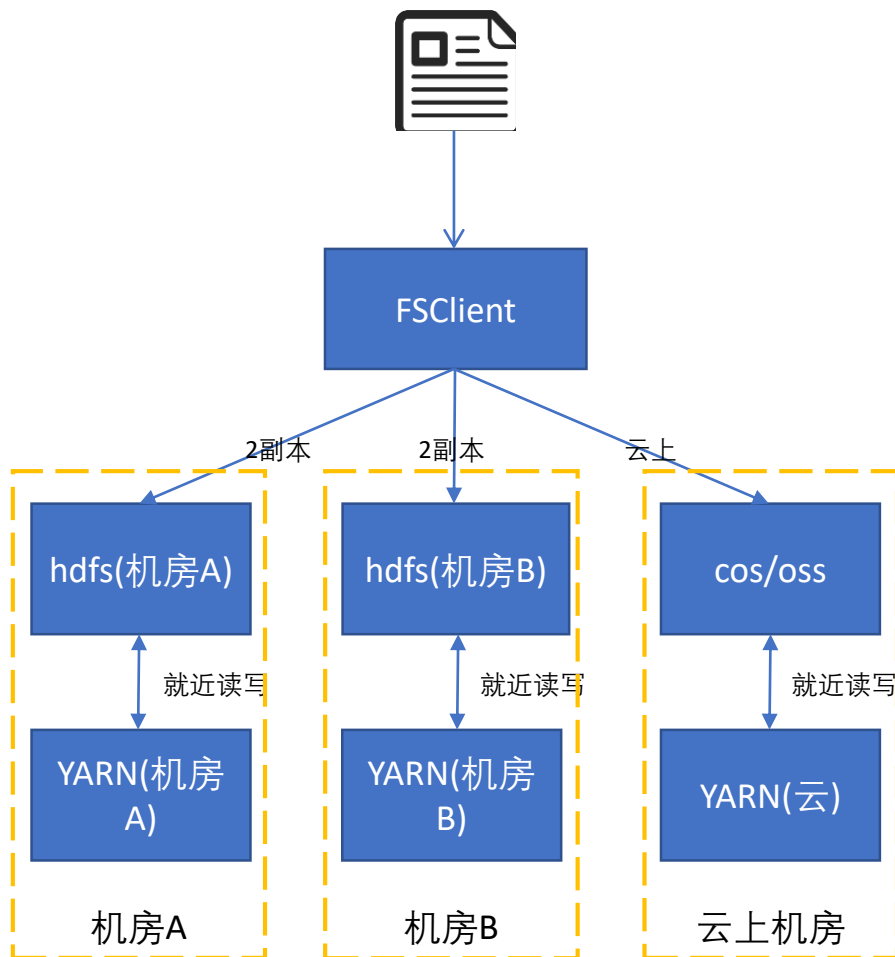 FSClient
2副本
2副本
云上
hdfs(机房A)
hdfs(机房B)
cos/oss
就近读写
就近读写
就近读写
YARN(机房
A)
YARN(机房
B)
YARN(云)
机房A
机房B
云上机房